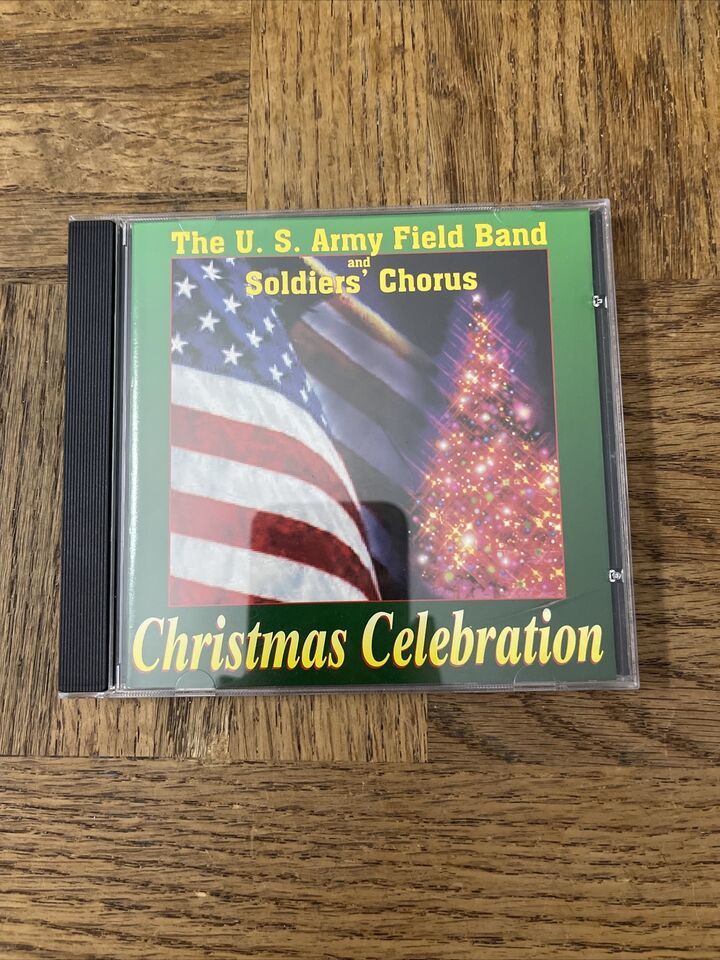 The U. S. Army Field Band
and
Soldiers' Chorus
Christmas Celebration